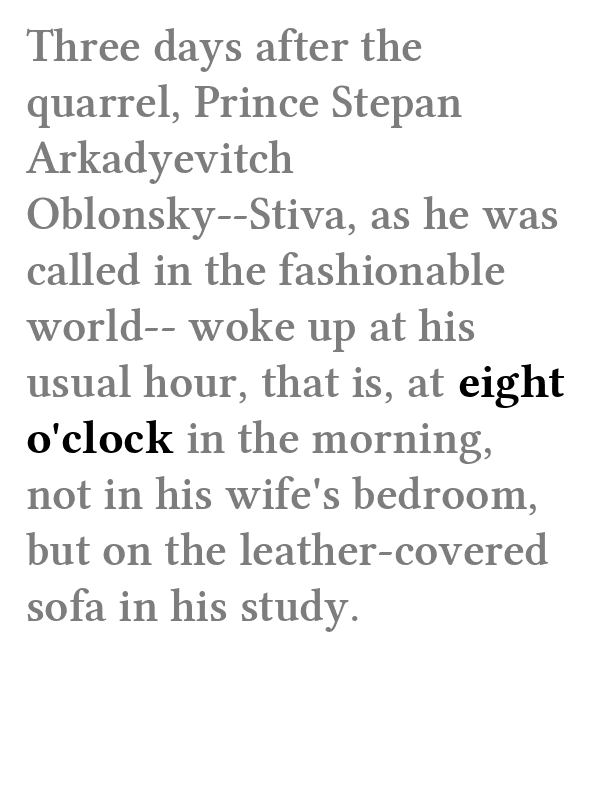 Three days after the
quarrel, Prince Stepan
Arkadyevitch
Oblonsky--Stiva, as he was
called in the fashionable
world-- woke up at his
usual hour, that is, at eight
o'clock in the morning,
not in his wife's bedroom,
but on the leather-covered
sofa in his study.